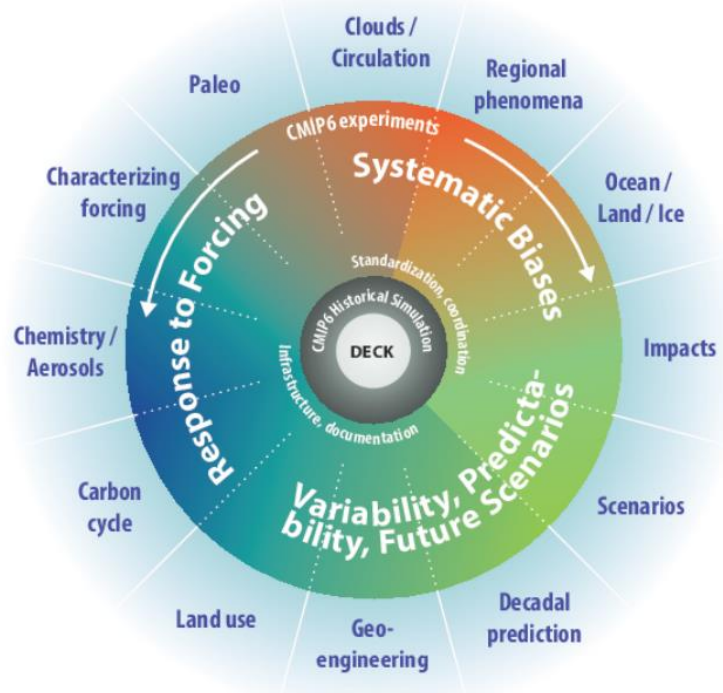 Clouds /
Circulation
Regional
phenomena
Ocean /
Land / Ice
Impacts
Scenarios
Decadal
prediction
Geo-
engineering
Land use
Carbon
cycle
Chemistry /
Aerosols
Characterizing
forcing
Paleo
CMIP6 experiments
Systematic Biases
Variability, Predicta-
bility, Future Scenarios
Response to Forcing
Standardization, coordination
Infrastructure, documentation
CMIP6 Historical Simulation
DECK